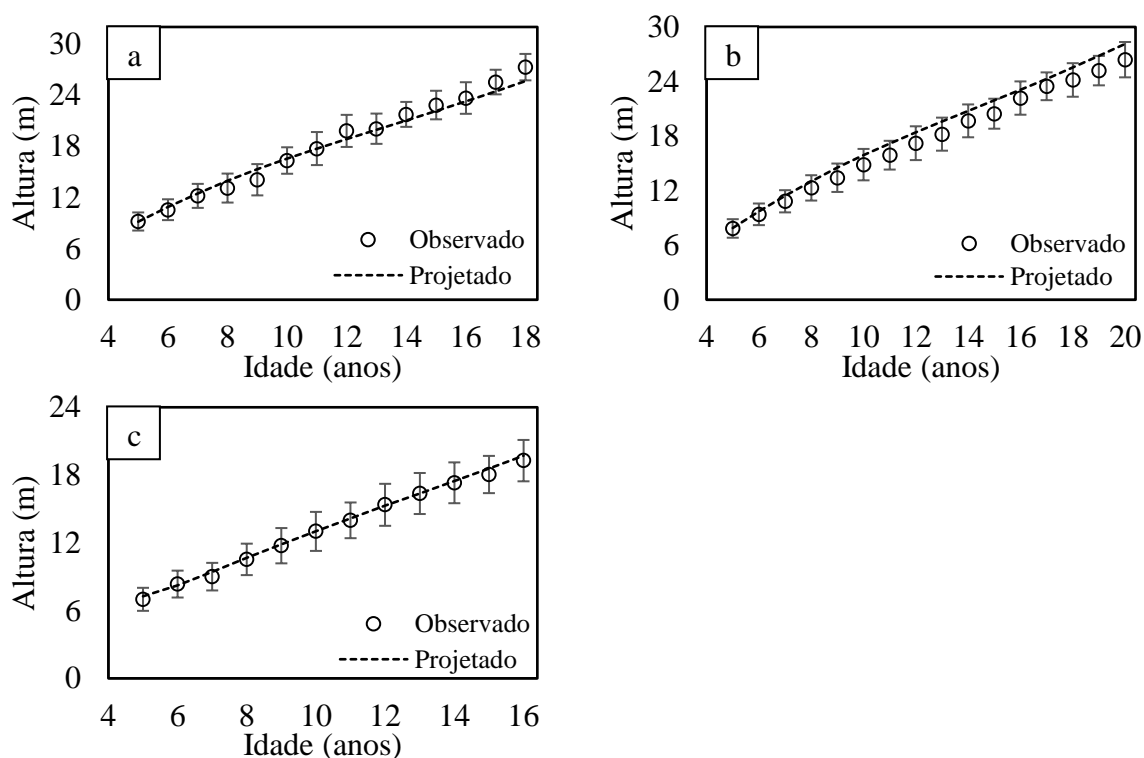 a
Altura (m)
30
24
18
12
6
0
Observado
Projetado
4 6 8 10 12 14 16 18
Idade (anos)
b
Altura (m)
30
24
18
12
6
0
Observado
Projetado
4 6 8 10 12 14 16 18 20
Idade (anos)
c
Altura (m)
24
18
12
6
0
Observado
Projetado
4 6 8 10 12 14 16
Idade (anos)